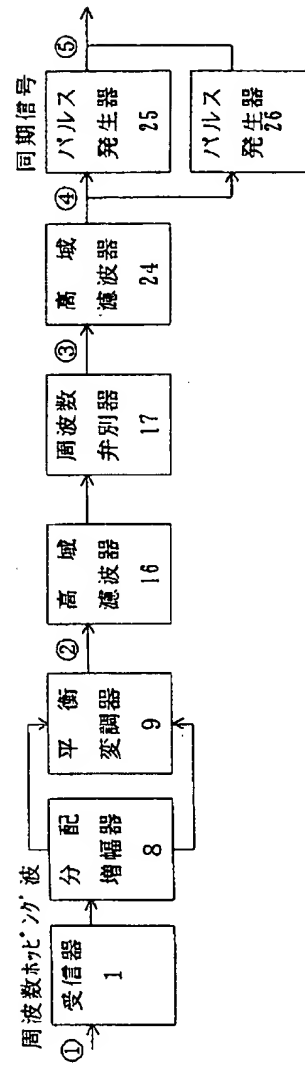 周波数ホッピング波
①
受信器
1
分配
増幅器
8
平衡
変調器
9
②
高域
濾波器
16
周波数
弁別器
17
③
高域
濾波器
24
④
同期信号
パルス
発生器
25
⑤
パルス
発生器
26